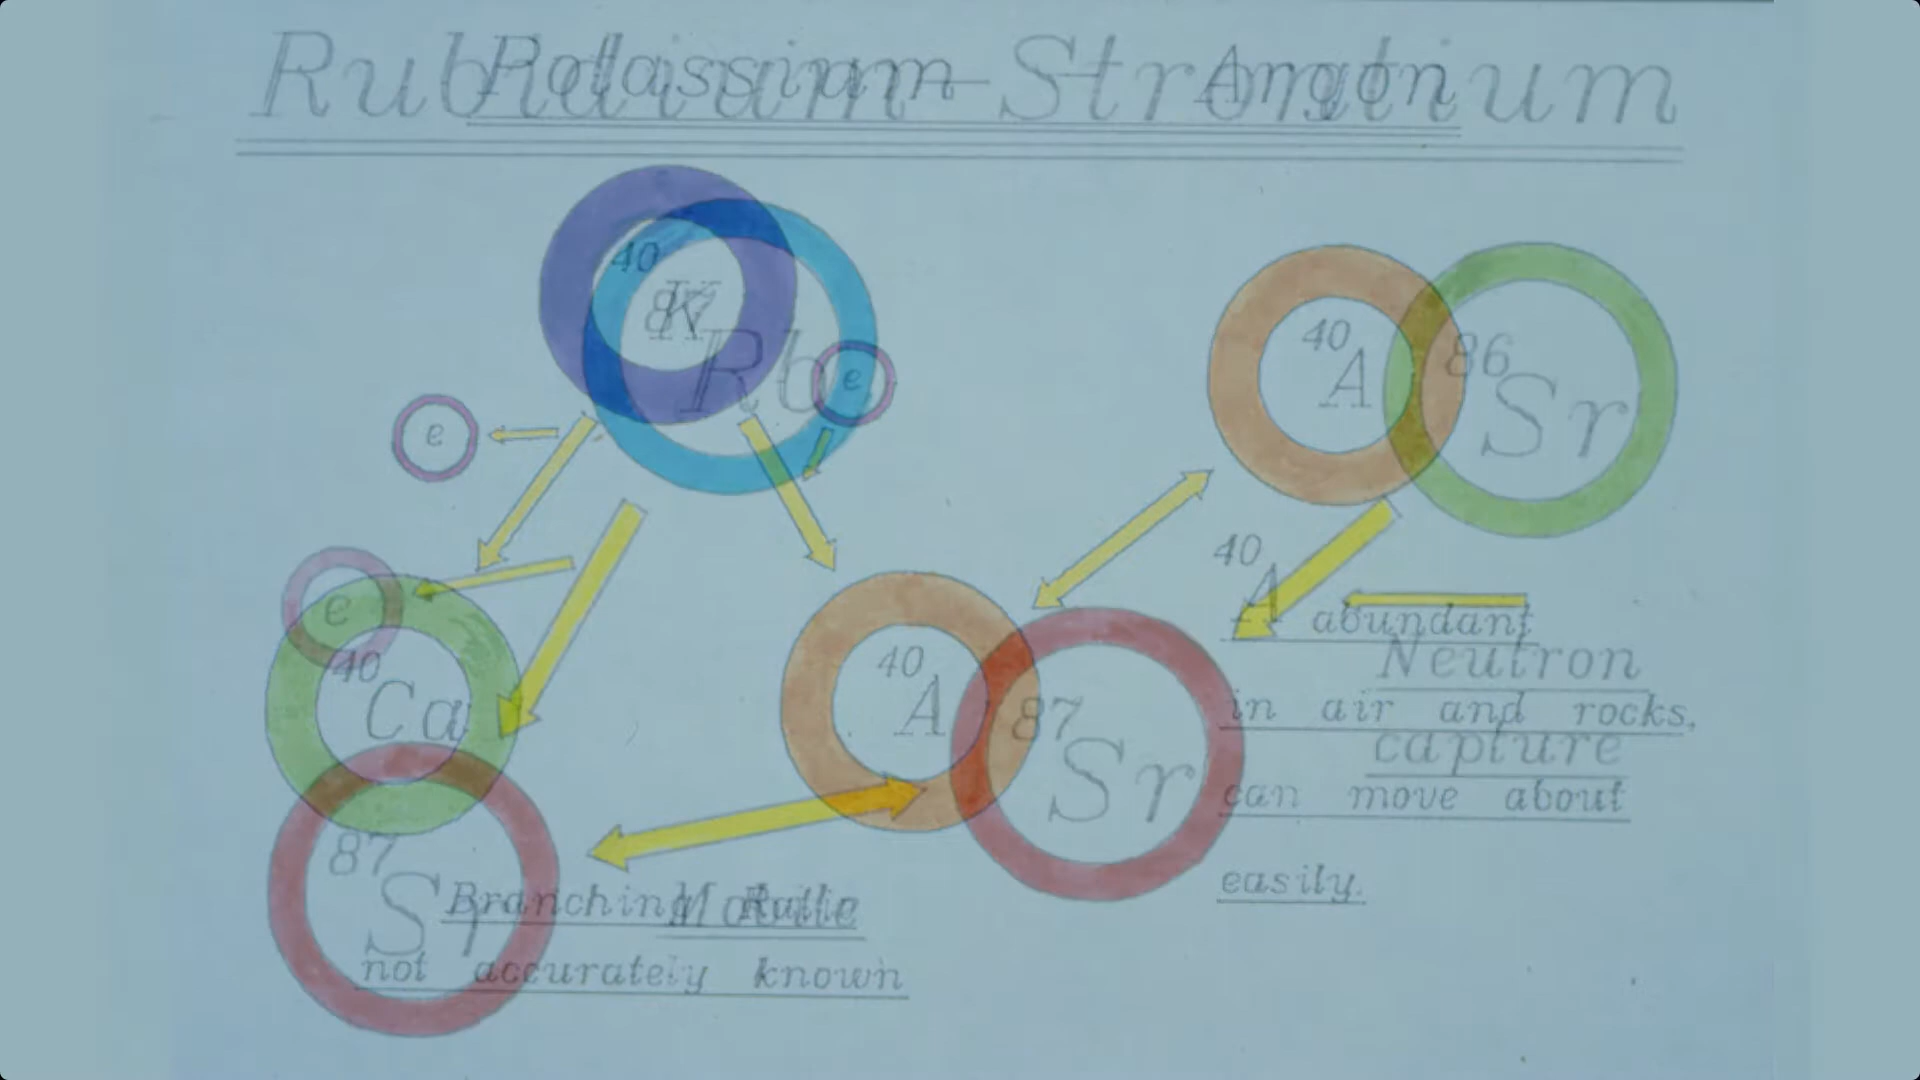 Rubidium - Strontium
Potassium - Argon
40
K
87
Rb
e
e
40
A
86
Sr
e
40
Ca
40
A
87
Sr
40
A abundant
in air and rocks,
can move about
easily.
Neutron
capture
87
Sr
Branching Ratio
not accurately known
Mobile